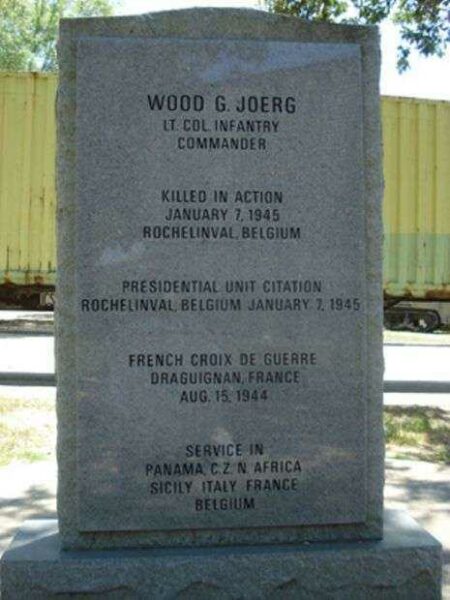 WOOD G. JOERG
LT. COL. INFANTRY
COMMANDER
KILLED IN ACTION
JANUARY 7, 1945
ROCHELINVAL, BELGIUM
PRESIDENTIAL UNIT CITATION
ROCHELINVAL, BELGIUM JANUARY 7, 1945
FRENCH CROIX DE GUERRE
DRAGUIGNAN, FRANCE
AUG. 15, 1944
SERVICE IN
PANAMA, C.Z. N. AFRICA
SICILY ITALY FRANCE
BELGIUM